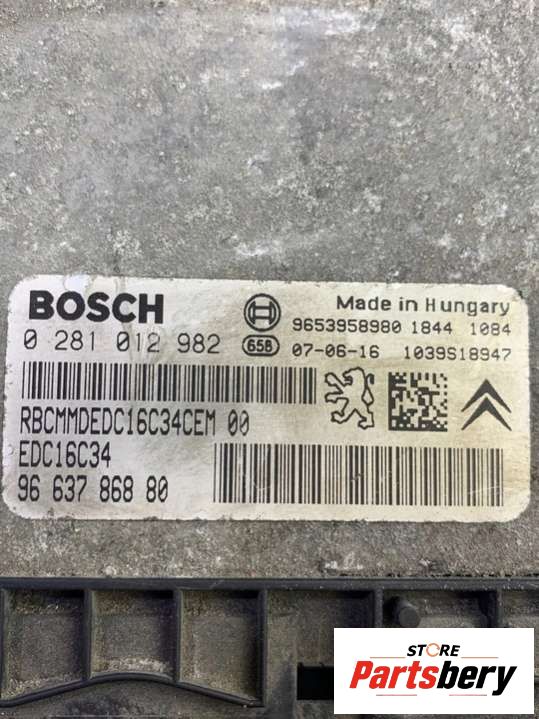 BOSCH
Made in Hungary
0 281 012 982
658
9653958980 1844 1084
07-06-16 1039S18947
RBCMMDEDC16C34CEM 00
EDC16C34
96 637 868 80
STORE
Partsbery